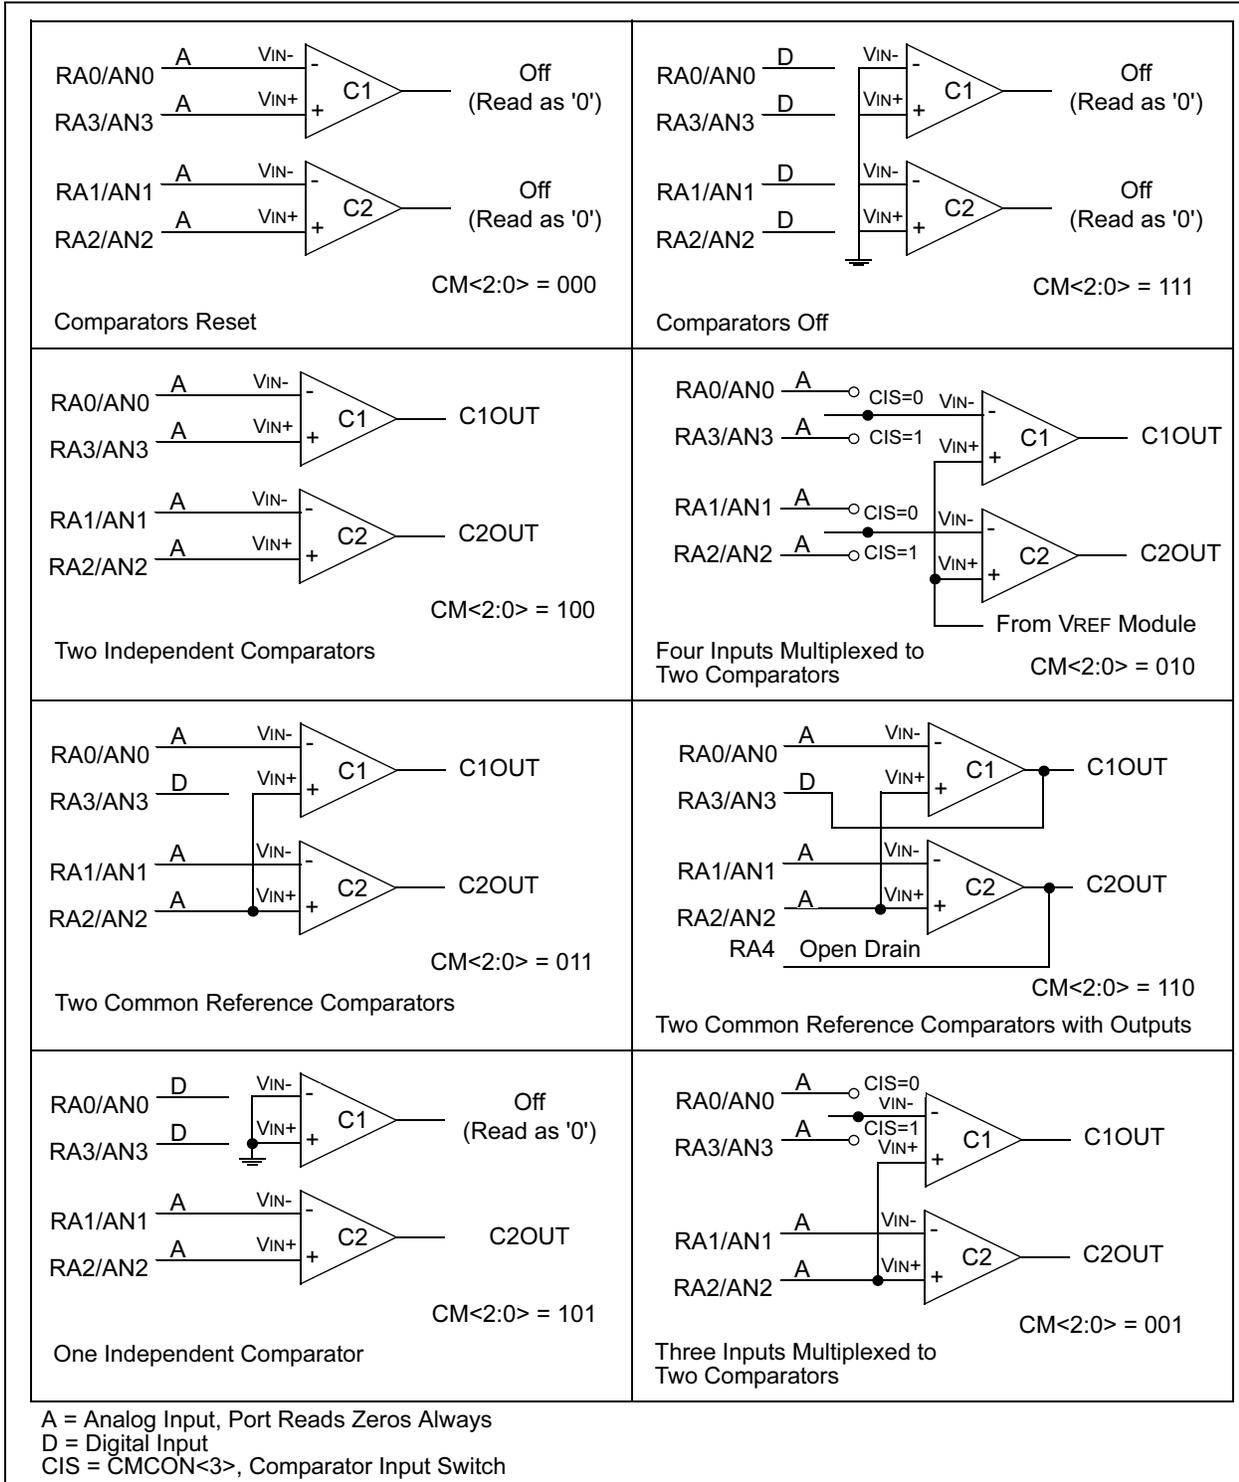 RA0/AN0 A VIN- - C1 Off
RA3/AN3 A VIN+ + (Read as '0')
RA1/AN1 A VIN- - C2 Off
RA2/AN2 A VIN+ + (Read as '0')
CM<2:0> = 000
Comparators Reset
RA0/AN0 D VIN- - C1 Off
RA3/AN3 D VIN+ + (Read as '0')
RA1/AN1 D VIN- - C2 Off
RA2/AN2 D VIN+ + (Read as '0')
CM<2:0> = 111
Comparators Off
RA0/AN0 A VIN- - C1 C1OUT
RA3/AN3 A VIN+ +
RA1/AN1 A VIN- - C2 C2OUT
RA2/AN2 A VIN+ +
CM<2:0> = 100
Two Independent Comparators
RA0/AN0 A CIS=0 VIN- - C1 C1OUT
RA3/AN3 A CIS=1 VIN+ +
RA1/AN1 A CIS=0 VIN- - C2 C2OUT
RA2/AN2 A CIS=1 VIN+ +
From VREF Module
Four Inputs Multiplexed to
Two Comparators
CM<2:0> = 010
RA0/AN0 A VIN- - C1 C1OUT
RA3/AN3 D VIN+ +
RA1/AN1 A VIN- - C2 C2OUT
RA2/AN2 A VIN+ +
CM<2:0> = 011
Two Common Reference Comparators
RA0/AN0 A VIN- - C1 C1OUT
RA3/AN3 D VIN+ +
RA1/AN1 A VIN- - C2 C2OUT
RA2/AN2 A VIN+ +
RA4 Open Drain
CM<2:0> = 110
Two Common Reference Comparators with Outputs
RA0/AN0 D VIN- - C1 Off
RA3/AN3 D VIN+ + (Read as '0')
RA1/AN1 A VIN- - C2 C2OUT
RA2/AN2 A VIN+ +
CM<2:0> = 101
One Independent Comparator
RA0/AN0 A CIS=0 VIN- - C1 C1OUT
RA3/AN3 A CIS=1 VIN+ +
RA1/AN1 A VIN- - C2 C2OUT
RA2/AN2 A VIN+ +
CM<2:0> = 001
Three Inputs Multiplexed to
Two Comparators
A = Analog Input, Port Reads Zeros Always
D = Digital Input
CIS = CMCON<3>, Comparator Input Switch